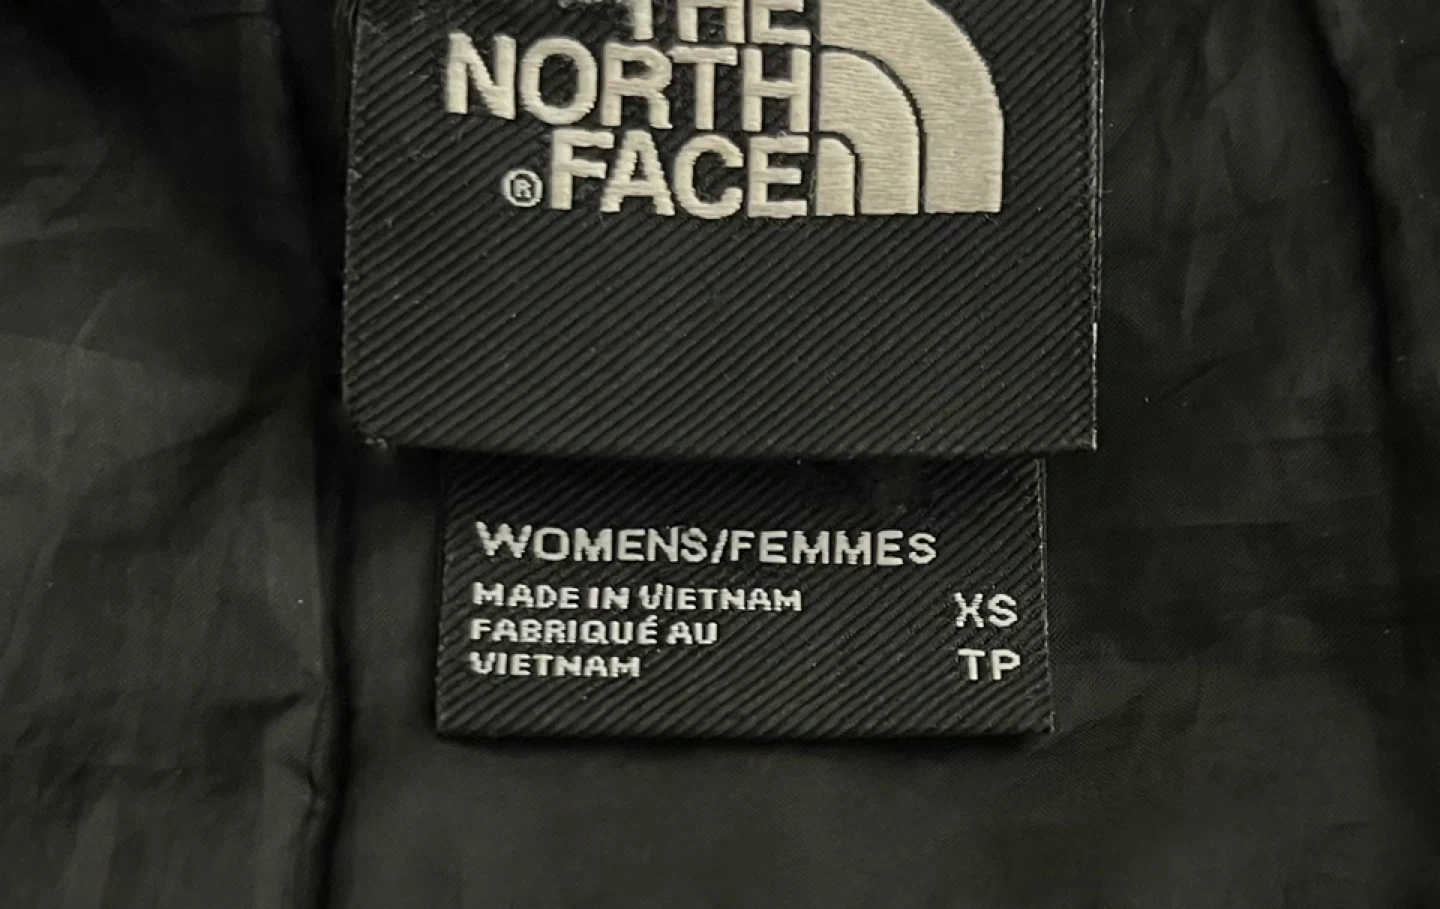 THE
NORTH
®FACE
WOMENS/FEMMES
MADE IN VIETNAM
FABRIQUÉ AU
VIETNAM
XS
TP